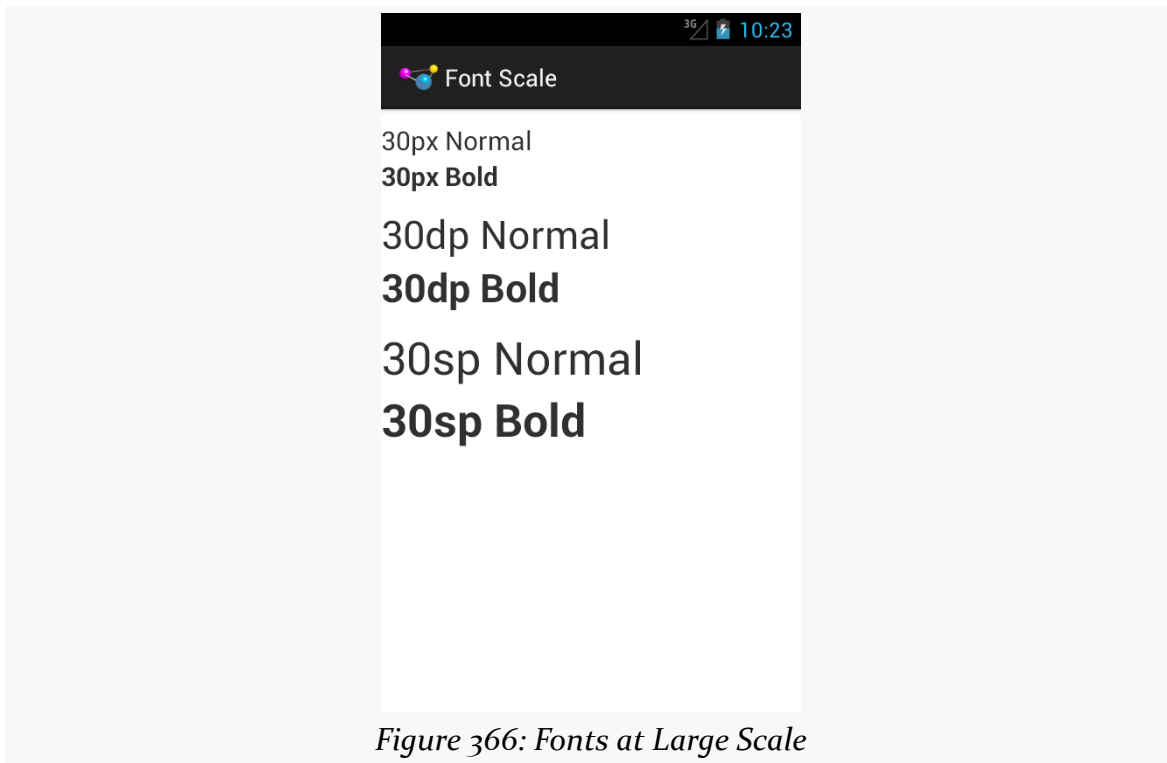 3G 10:23
Font Scale
30px Normal
30px Bold
30dp Normal
30dp Bold
30sp Normal
30sp Bold
Figure 366: Fonts at Large Scale